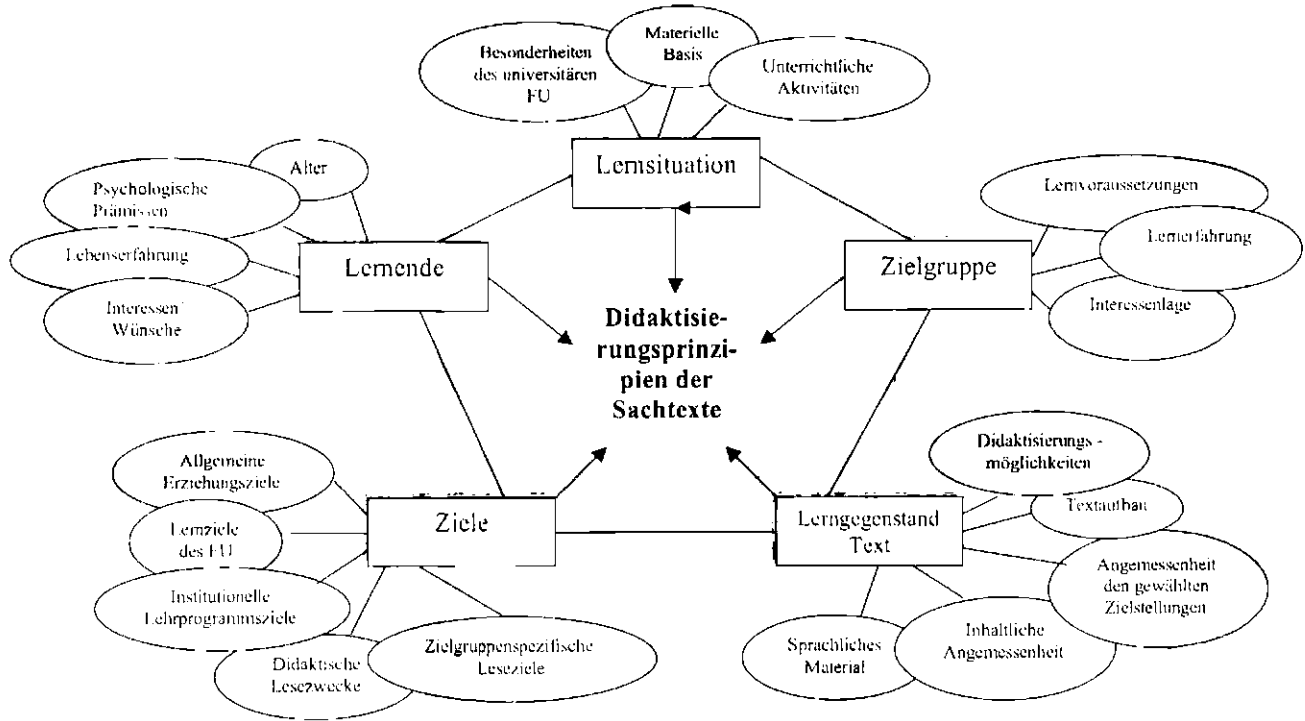 Besonderheiten
des universitären
FU
Materielle
Basis
Unterrichtliche
Aktivitäten
Lernsituation
Alter
Psychologische
Prämissen
Lebenserfahrung
Interessen/
Wünsche
Lernende
Lernvoraussetzungen
Lernerfahrung
Interessenlage
Zielgruppe
Didaktisie-
rungsprinzi-
pien der
Sachtexte
Allgemeine
Erziehungsziele
Lernziele
des FU
Institutionelle
Lehrprogrammsziele
Didaktische
Lesezwecke
Zielgruppenspezifische
Leseziele
Ziele
Didaktisierungs -
möglichkeiten
Textaufbau
Angemessenheit
den gewählten
Zielstellungen
Inhaltliche
Angemessenheit
Sprachliches
Material
Lerngegenstand
Text